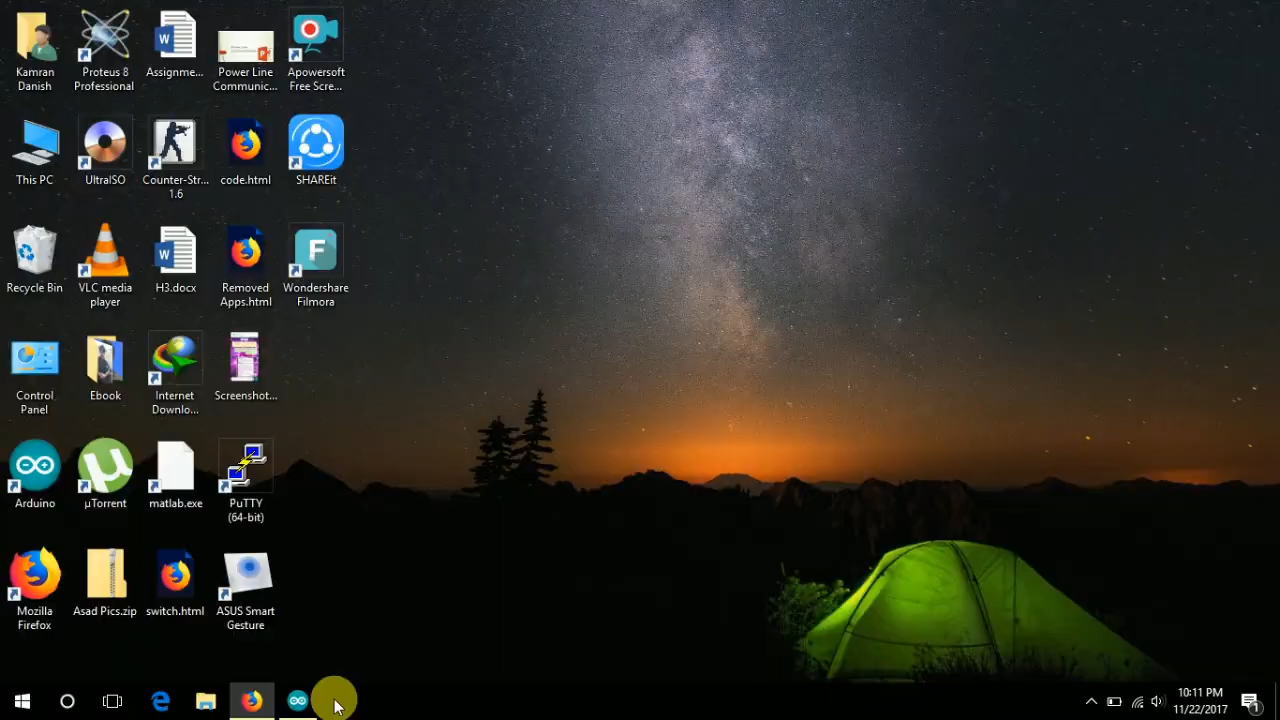 Kamran
Danish
Proteus 8
Professional
Assignme...
Power Line
Communic...
Apowersoft
Free Scre...
This PC
UltraISO
Counter-Str...
1.6
code.html
SHAREit
Recycle Bin
VLC media
player
H3.docx
Removed
Apps.html
Wondershare
Filmora
Control
Panel
Ebook
Internet
Downlo...
Screenshot...
Arduino
µTorrent
matlab.exe
PuTTY
(64-bit)
Mozilla
Firefox
Asad Pics.zip
switch.html
ASUS Smart
Gesture
10:11 PM
11/22/2017
1